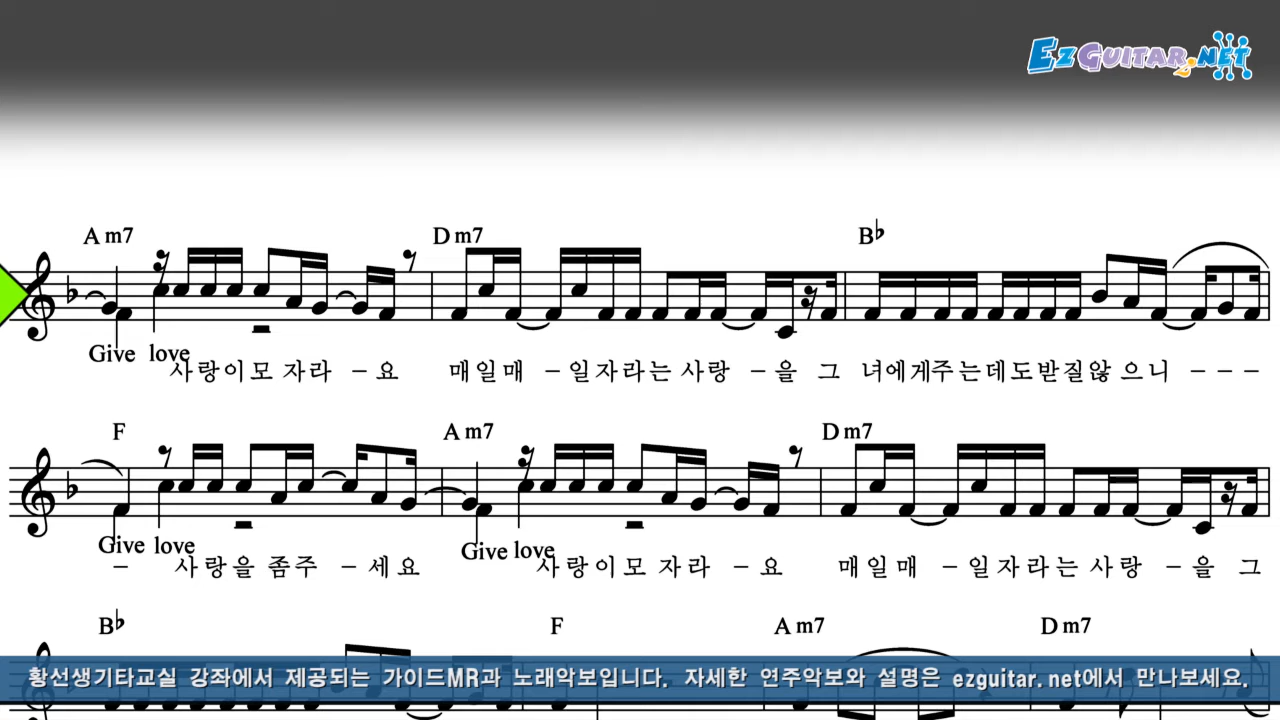 EzGuitar.net
Am7 Dm7 B♭
Give love
사랑이모 자라 – 요 매일매 – 일자라는 사랑 – 을 그 녀에게주는데도받질않 으니 – – –
F Am7 Dm7
Give love Give love
– 사랑을 좀주 – 세요 사랑이모 자라 – 요 매일매 – 일자라는 사랑 – 을 그
B♭ F Am7 Dm7
황선생기타교실 강좌에서 제공되는 가이드MR과 노래악보입니다. 자세한 연주악보와 설명은 ezguitar.net에서 만나보세요.